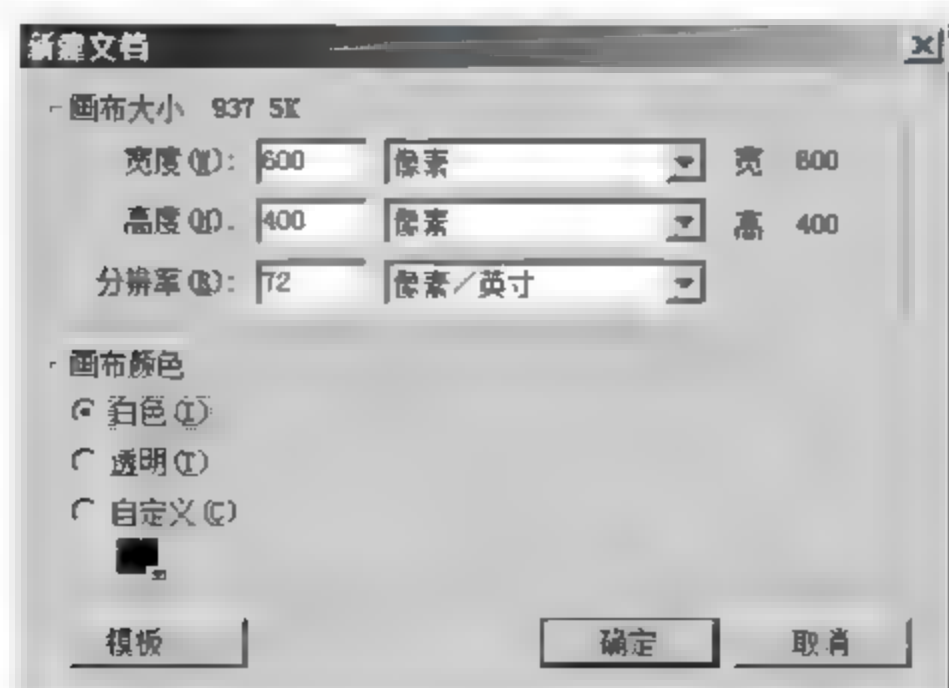 新建文档
画布大小 937 5K
宽度(W): 600 像素 宽 600
高度(H). 400 像素 高 400
分辨率(R): 72 像素/英寸
画布颜色
白色(I)
透明(T)
自定义(C)
模板 确定 取消